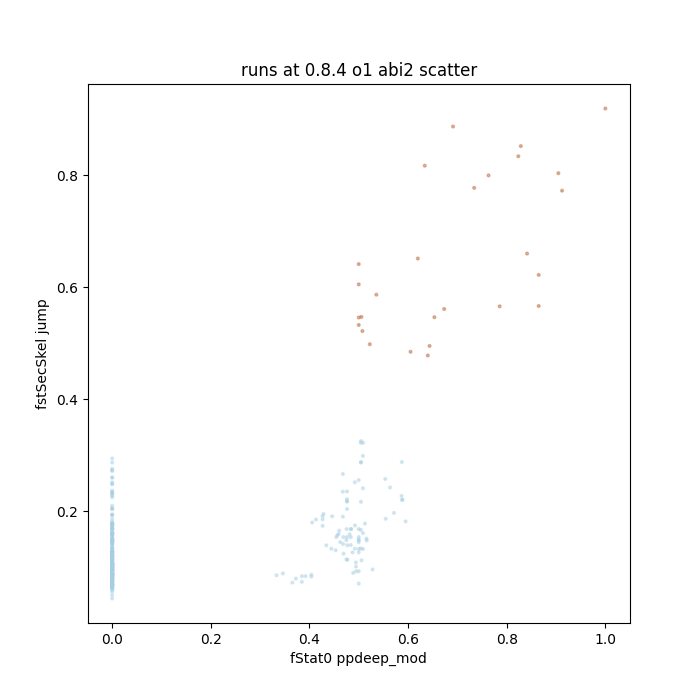 runs at 0.8.4 o1 abi2 scatter
fstSecSkel jump
0.8
0.6
0.4
0.2
0.0 0.2 0.4 0.6 0.8 1.0
fStat0 ppdeep_mod